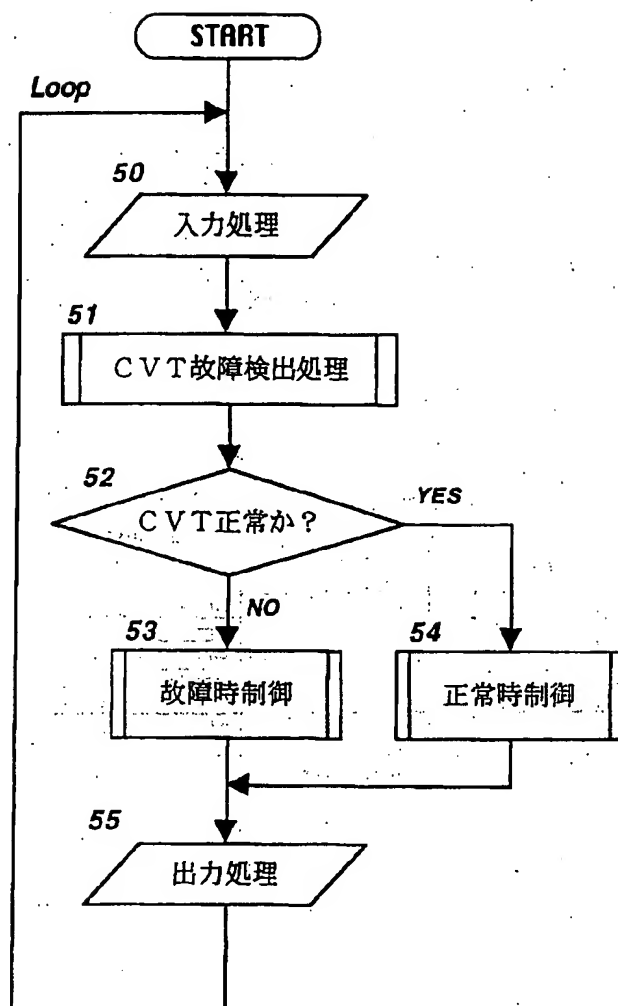 START
Loop
50
入力処理
51
ＣＶＴ故障検出処理
52
ＣＶＴ正常か？
YES
NO
53
故障時制御
54
正常時制御
55
出力処理